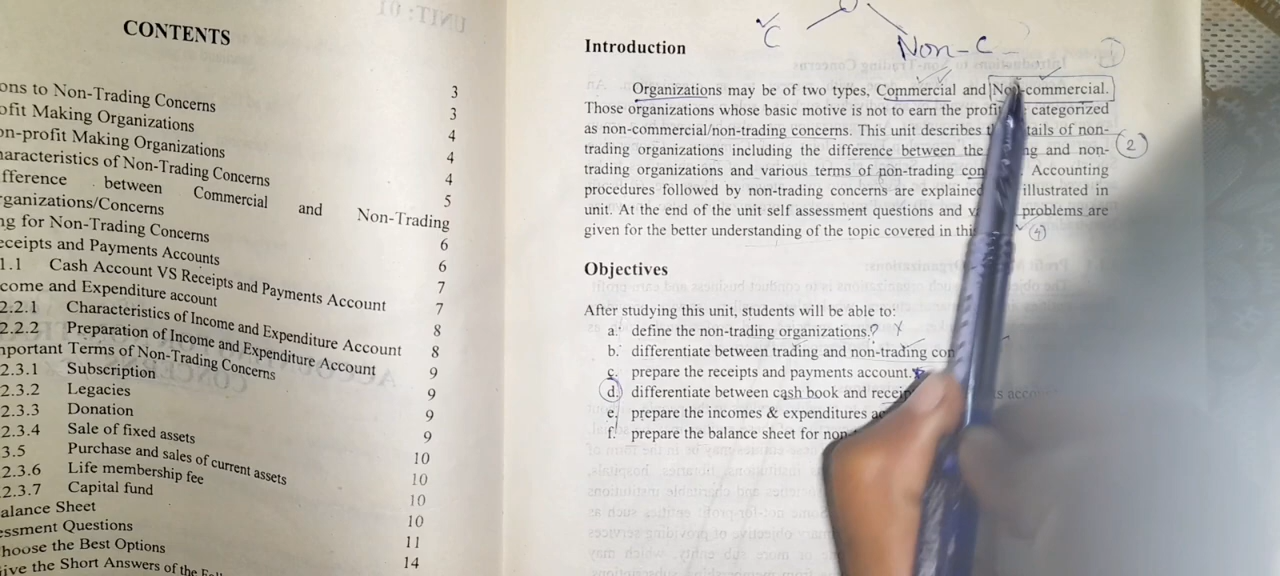 CONTENTS
ons to Non-Trading Concerns 3
ofit Making Organizations 3
on-profit Making Organizations 4
haracteristics of Non-Trading Concerns 4
fference between Commercial and Non-Trading 4
rganizations/Concerns 5
ng for Non-Trading Concerns 6
eceipts and Payments Accounts 6
1.1 Cash Account VS Receipts and Payments Account 7
come and Expenditure account 7
2.2.1 Characteristics of Income and Expenditure Account 8
2.2.2 Preparation of Income and Expenditure Account 8
mportant Terms of Non-Trading Concerns 9
2.3.1 Subscription 9
2.3.2 Legacies 9
2.3.3 Donation 9
2.3.4 Sale of fixed assets 10
3.5 Purchase and sales of current assets 10
2.3.6 Life membership fee 10
2.3.7 Capital fund 10
alance Sheet 11
essment Questions 14
hoose the Best Options
ive the Short Answers of the
C
Non-C
1
Introduction
Organizations may be of two types, Commercial and Non-commercial.
Those organizations whose basic motive is not to earn the profit categorized
as non-commercial/non-trading concerns. This unit describes tails of non-
trading organizations including the difference between the ng and non-
2
trading organizations and various terms of non-trading con Accounting
procedures followed by non-trading concerns are explained illustrated in
unit. At the end of the unit self assessment questions and v problems are
given for the better understanding of the topic covered in this
4
Objectives
After studying this unit, students will be able to:
a. define the non-trading organizations.?
b. differentiate between trading and non-trading con
c. prepare the receipts and payments account.
d. differentiate between cash book and receip
e. prepare the incomes & expenditures ac
f. prepare the balance sheet for non